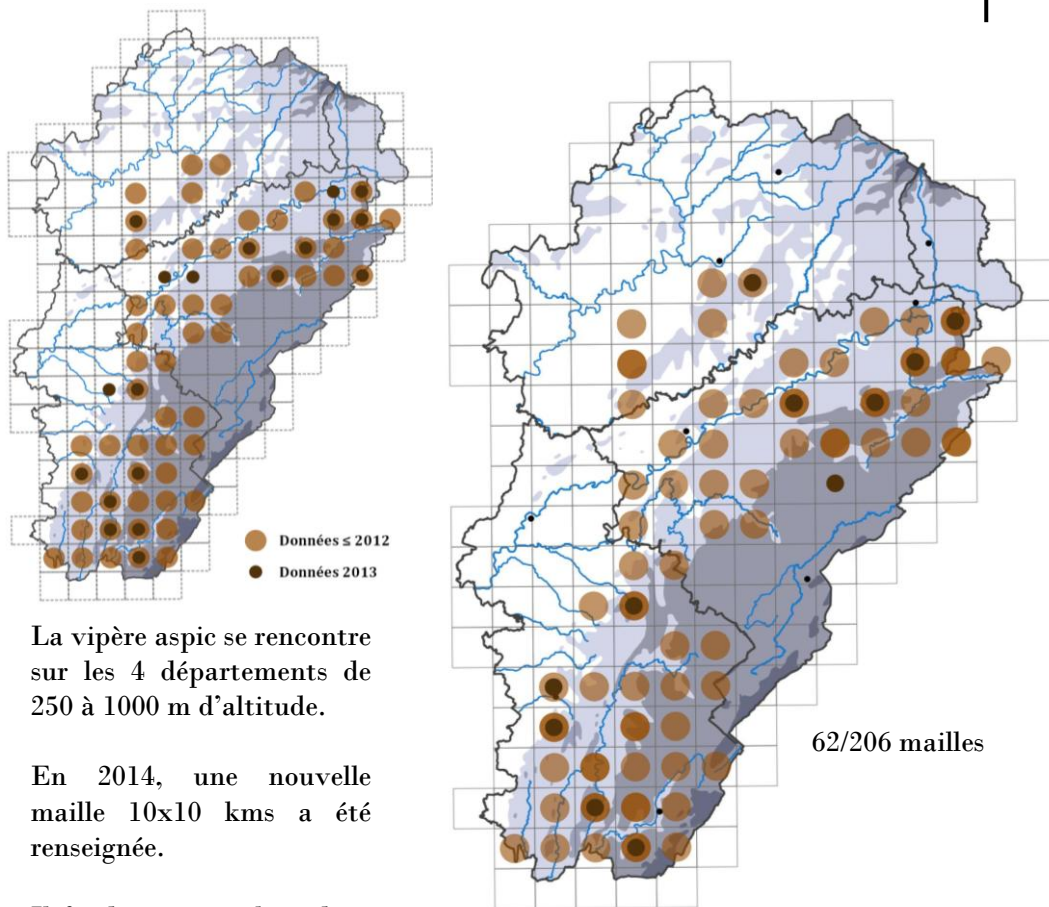 Données ≤ 2012
Données 2013
La vipère aspic se rencontre
sur les 4 départements de
250 à 1000 m d'altitude.
En 2014, une nouvelle
maille 10x10 kms a été
renseignée.
62/206 mailles